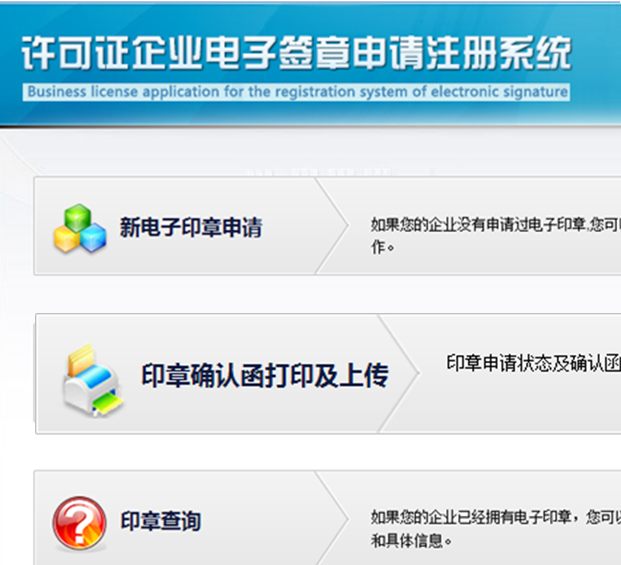 许可证企业电子签章申请注册系统
Business license application for the registration system of electronic signature
新电子印章申请
如果您的企业没有申请过电子印章,您可
作。
印章确认函打印及上传
印章申请状态及确认函
印章查询
如果您的企业已经拥有电子印章，您可以
和具体信息。